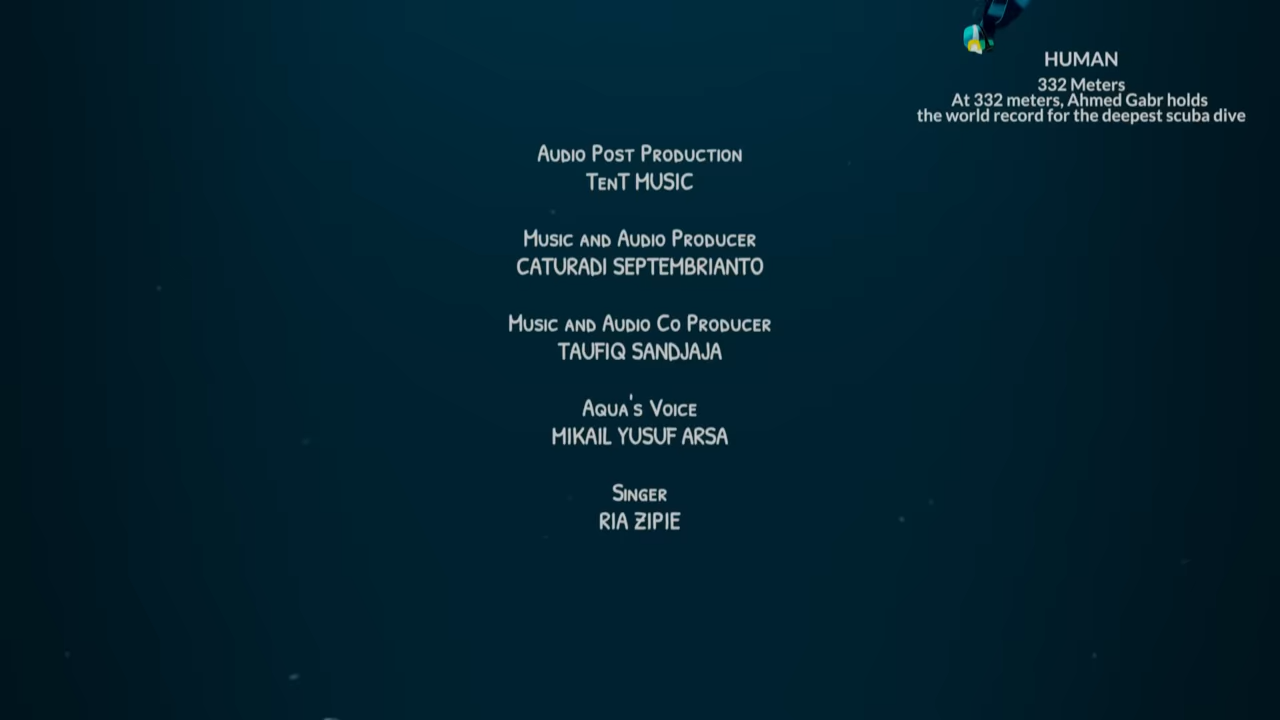 HUMAN
332 Meters
At 332 meters, Ahmed Gabr holds
the world record for the deepest scuba dive
Audio Post Production
TenT MUSIC
Music and Audio Producer
CATURADI SEPTEMBRIANTO
Music and Audio Co Producer
TAUFIQ SANDJAJA
Aqua's Voice
MIKAIL YUSUF ARSA
Singer
RIA ZIPIE